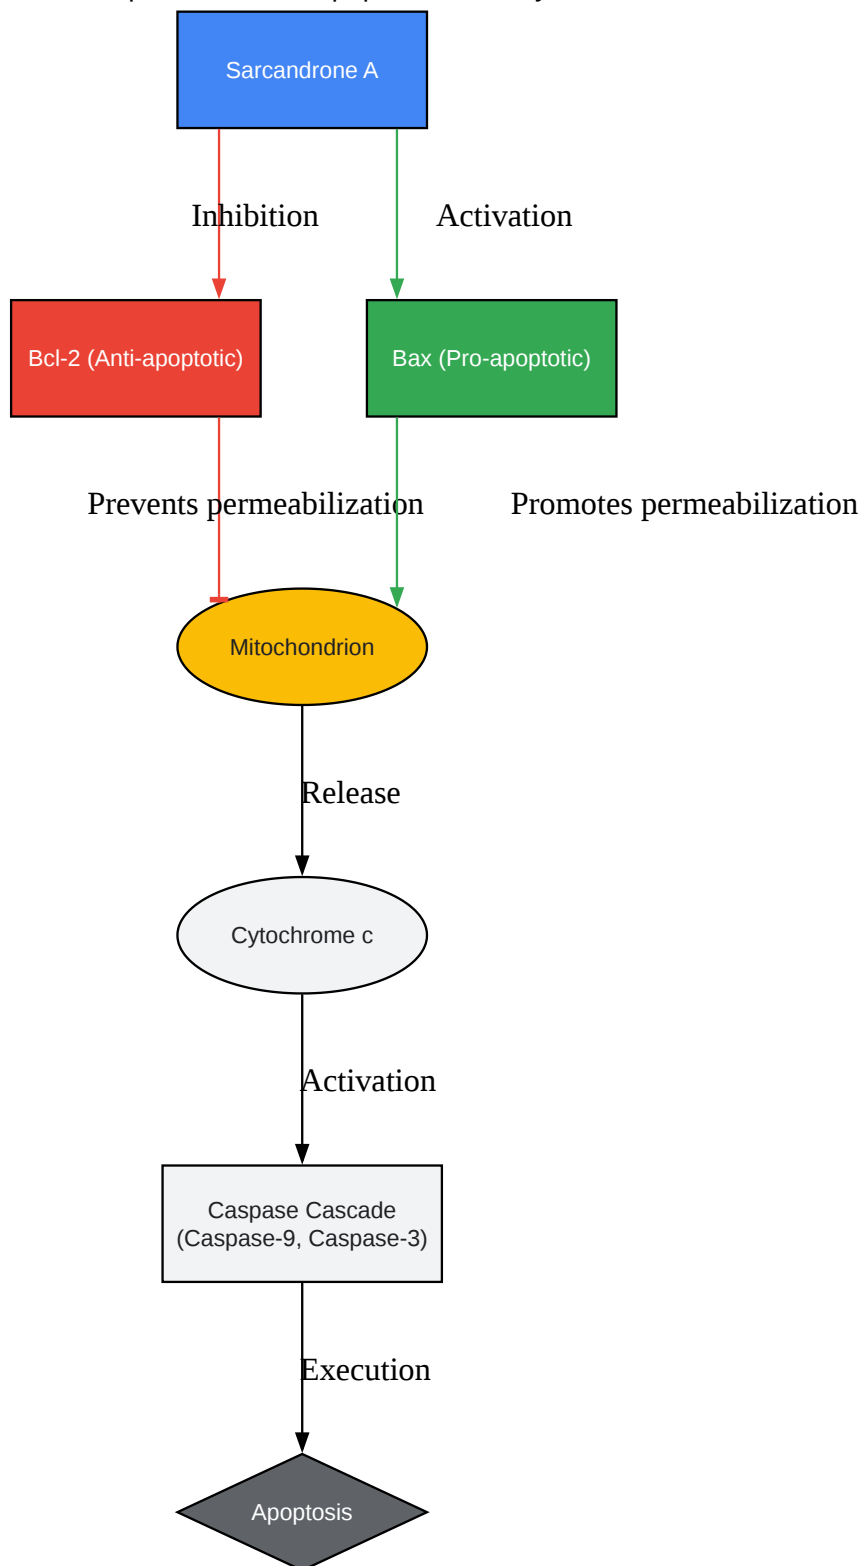 Sarcandrone A
Inhibition
Activation
Bcl-2 (Anti-apoptotic)
Bax (Pro-apoptotic)
Prevents permeabilization
Promotes permeabilization
Mitochondrion
Release
Cytochrome c
Activation
Caspase Cascade
(Caspase-9, Caspase-3)
Execution
Apoptosis